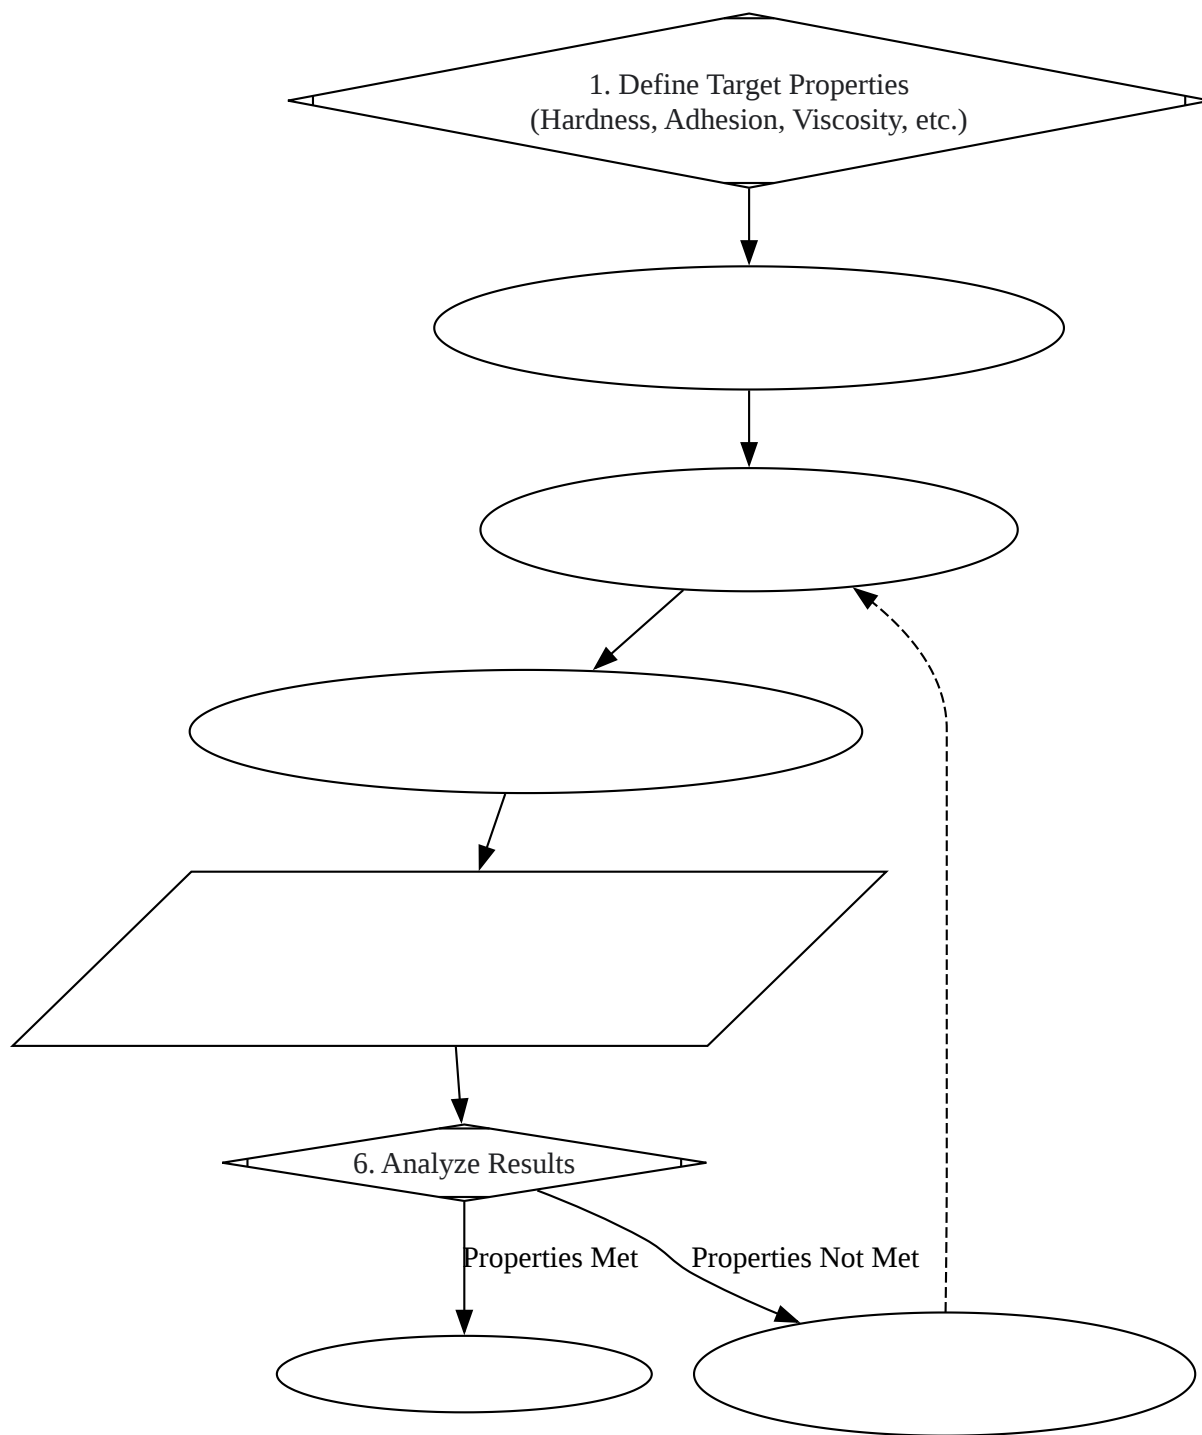 1. Define Target Properties
(Hardness, Adhesion, Viscosity, etc.)
6. Analyze Results
Properties Met
Properties Not Met